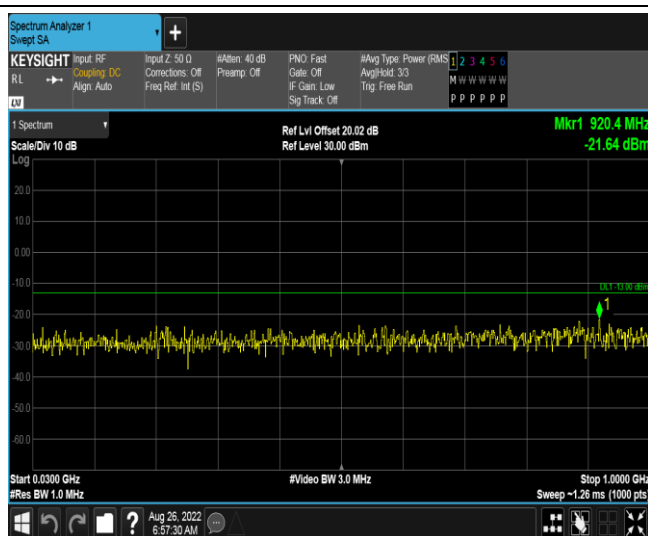 Spectrum Analyzer 1
Swept SA
+
KEYSIGHT
RL
LXI
Input: RF
Coupling: DC
Align: Auto
Input Z: 50 Ω
Corrections: Off
Freq Ref: Int (S)
#Atten: 40 dB
Preamp: Off
PNO: Fast
Gate: Off
IF Gain: Low
Sig Track: Off
#Avg Type: Power (RMS
Avg|Hold: 3/3
Trig: Free Run
1 2 3 4 5 6
M W W W W W
P P P P P P
1 Spectrum
Scale/Div 10 dB
Ref Lvl Offset 20.02 dB
Ref Level 30.00 dBm
Mkr1 920.4 MHz
-21.64 dBm
Log
20.0
10.0
0.00
-10.0
DL1 -13.00 dBm
1
-20.0
-30.0
-40.0
-50.0
-60.0
Start 0.0300 GHz
#Res BW 1.0 MHz
#Video BW 3.0 MHz
Stop 1.0000 GHz
Sweep ~1.26 ms (1000 pts)
?
Aug 26, 2022
6:57:30 AM